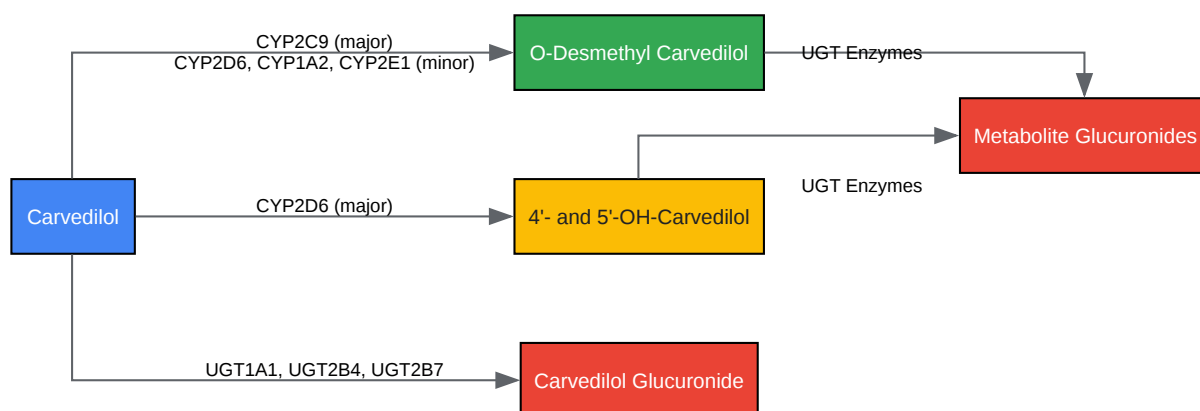 CYP2C9 (major)
CYP2D6, CYP1A2, CYP2E1 (minor)
O-Desmethyl Carvedilol
UGT Enzymes
Metabolite Glucuronides
UGT Enzymes
Carvedilol
CYP2D6 (major)
4'- and 5'-OH-Carvedilol
UGT1A1, UGT2B4, UGT2B7
Carvedilol Glucuronide